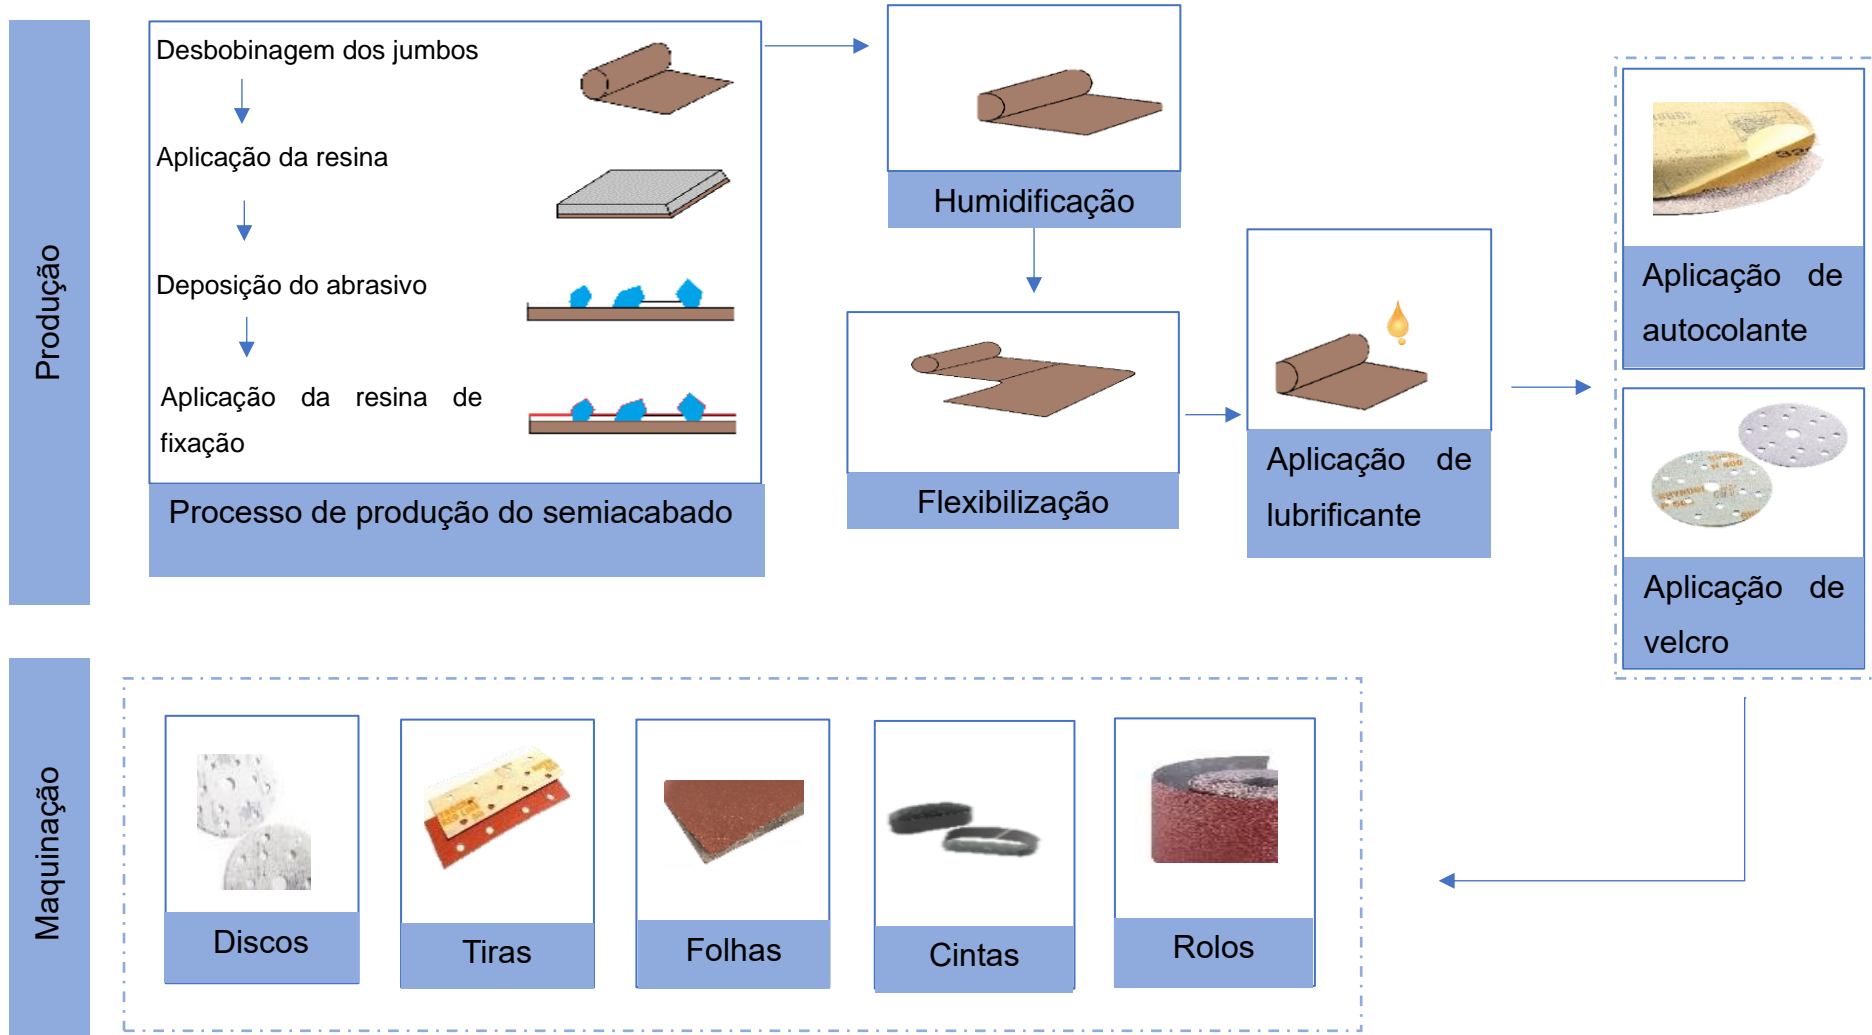 Produção
Desbobinagem dos jumbos
Aplicação da resina
Deposição do abrasivo
Aplicação da resina de
fixação
Processo de produção do semiacabado
Humidificação
Flexibilização
Aplicação de
lubrificante
Aplicação de
autocolante
Aplicação de
velcro
Maquinação
Discos
Tiras
Folhas
Cintas
Rolos